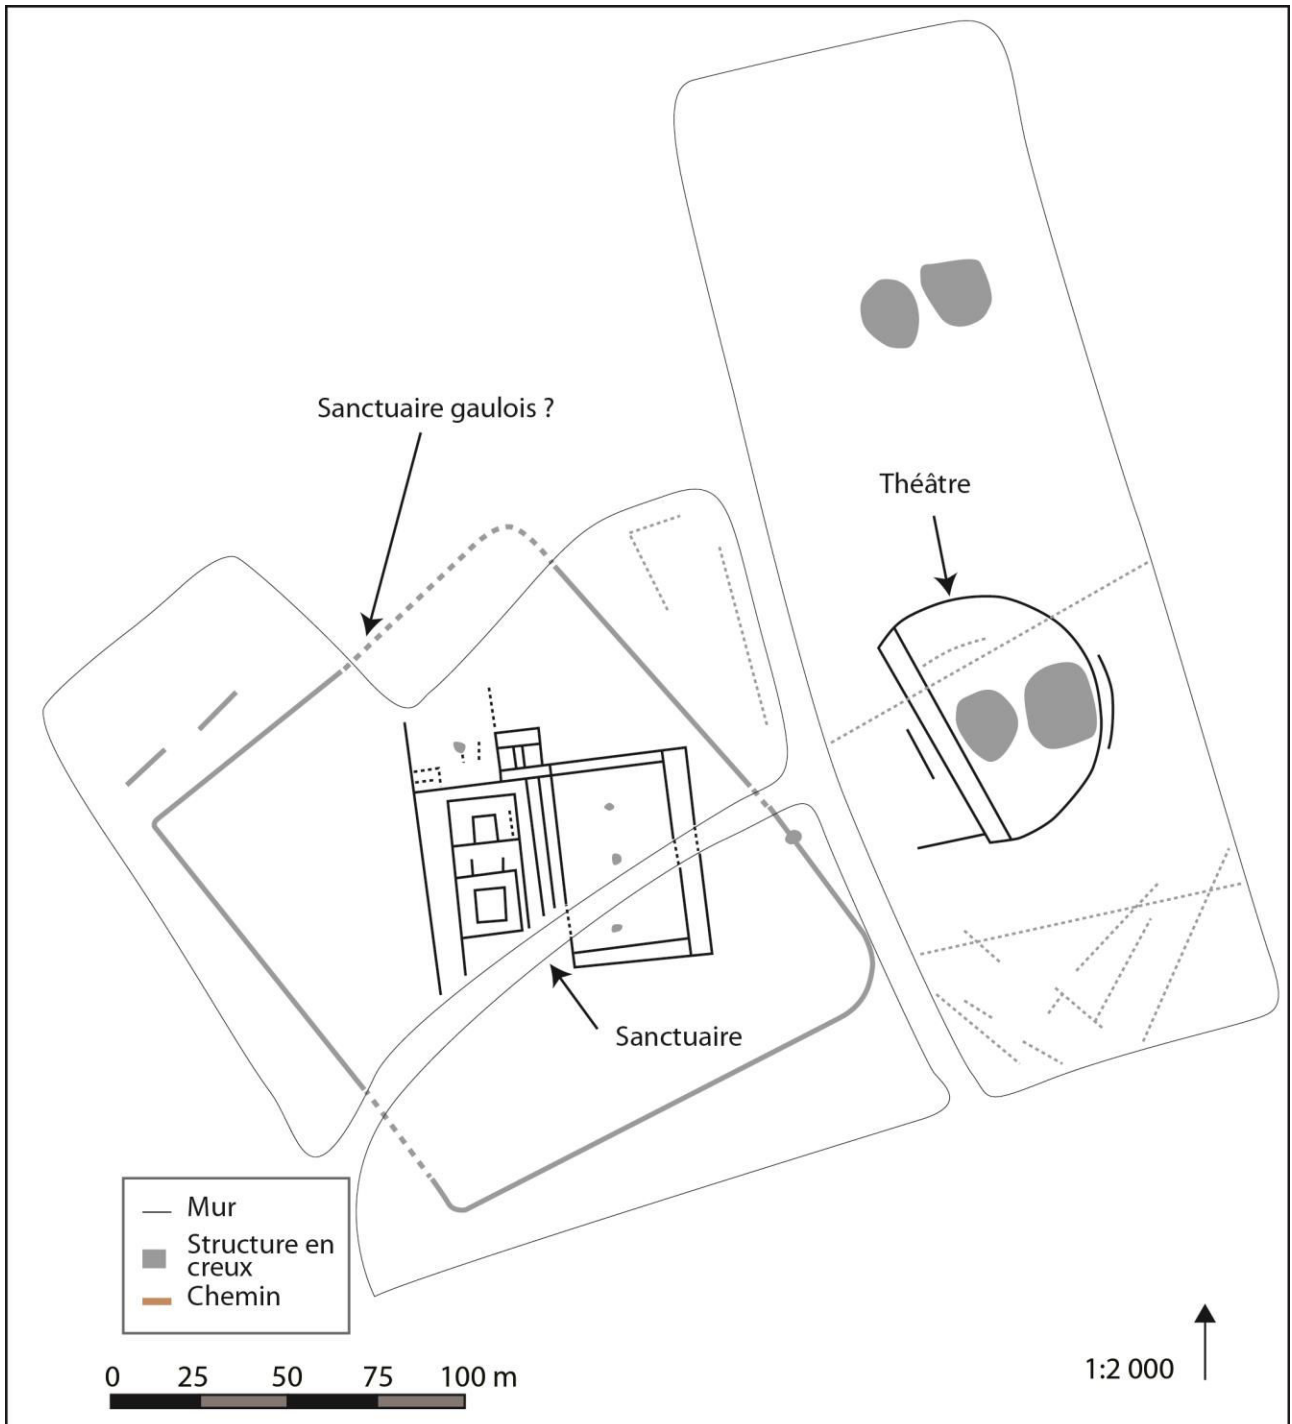 Sanctuaire gaulois ?
Théâtre
Sanctuaire
Mur
Structure en
creux
Chemin
0 25 50 75 100 m
1:2 000